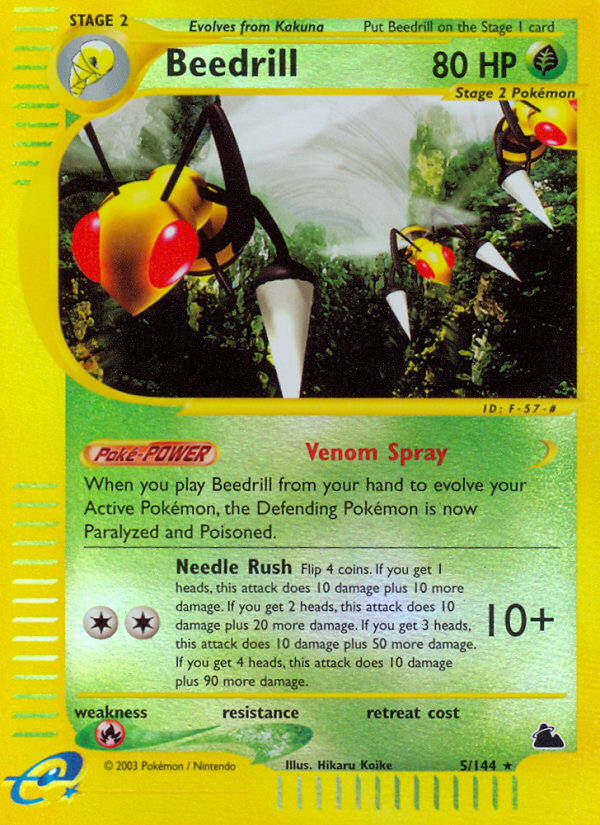 STAGE 2
Evolves from Kakuna
Put Beedrill on the Stage 1 card
Beedrill
80 HP
Stage 2 Pokémon
ID: F-57-#
Poké-POWER
Venom Spray
When you play Beedrill from your hand to evolve your
Active Pokémon, the Defending Pokémon is now
Paralyzed and Poisoned.
Needle Rush Flip 4 coins. If you get 1
heads, this attack does 10 damage plus 10 more
damage. If you get 2 heads, this attack does 10
damage plus 20 more damage. If you get 3 heads,
this attack does 10 damage plus 50 more damage.
If you get 4 heads, this attack does 10 damage
plus 90 more damage.
10+
weakness
resistance
retreat cost
© 2003 Pokémon / Nintendo
Illus. Hikaru Koike
5/144 ★
e